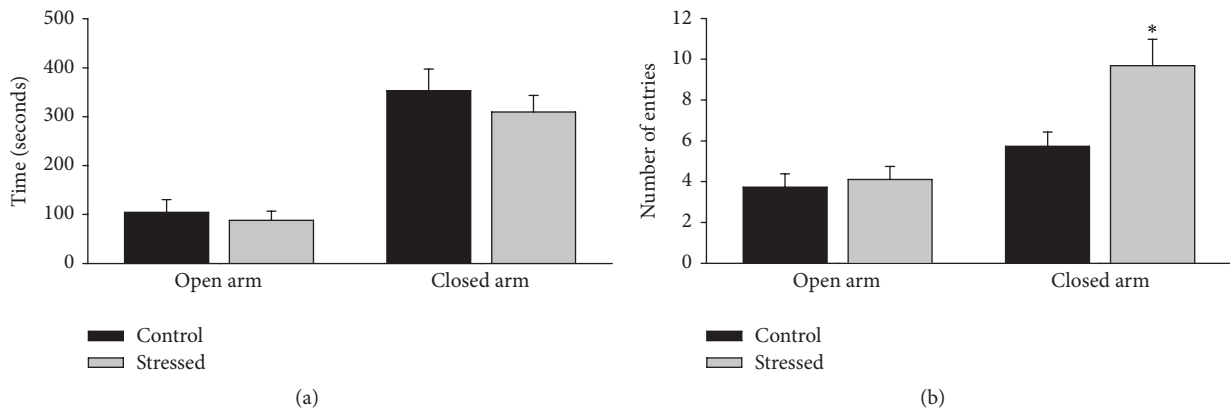 500
400
300
200
100
0
Time (seconds)
Open arm
Closed arm
Control
Stressed
(a)
12
10
8
6
4
2
0
Number of entries
*
Open arm
Closed arm
Control
Stressed
(b)